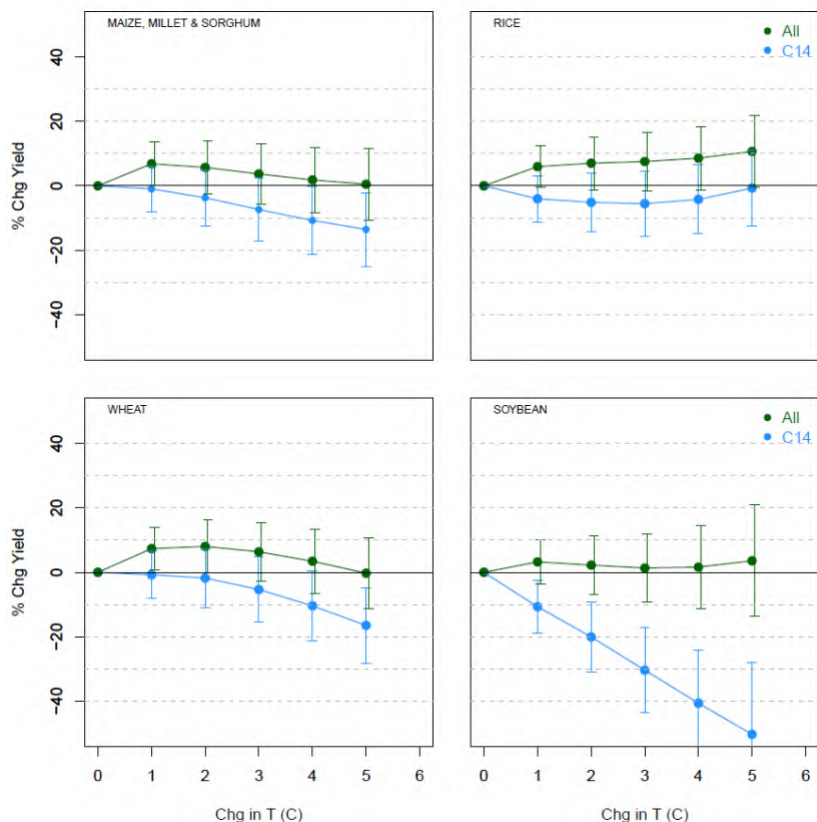 MAIZE, MILLET & SORGHUM
% Chg Yield
40
20
0
−20
−40
RICE
All
C14
WHEAT
% Chg Yield
40
20
0
−20
−40
0 1 2 3 4 5 6
Chg in T (C)
SOYBEAN
All
C14
0 1 2 3 4 5 6
Chg in T (C)